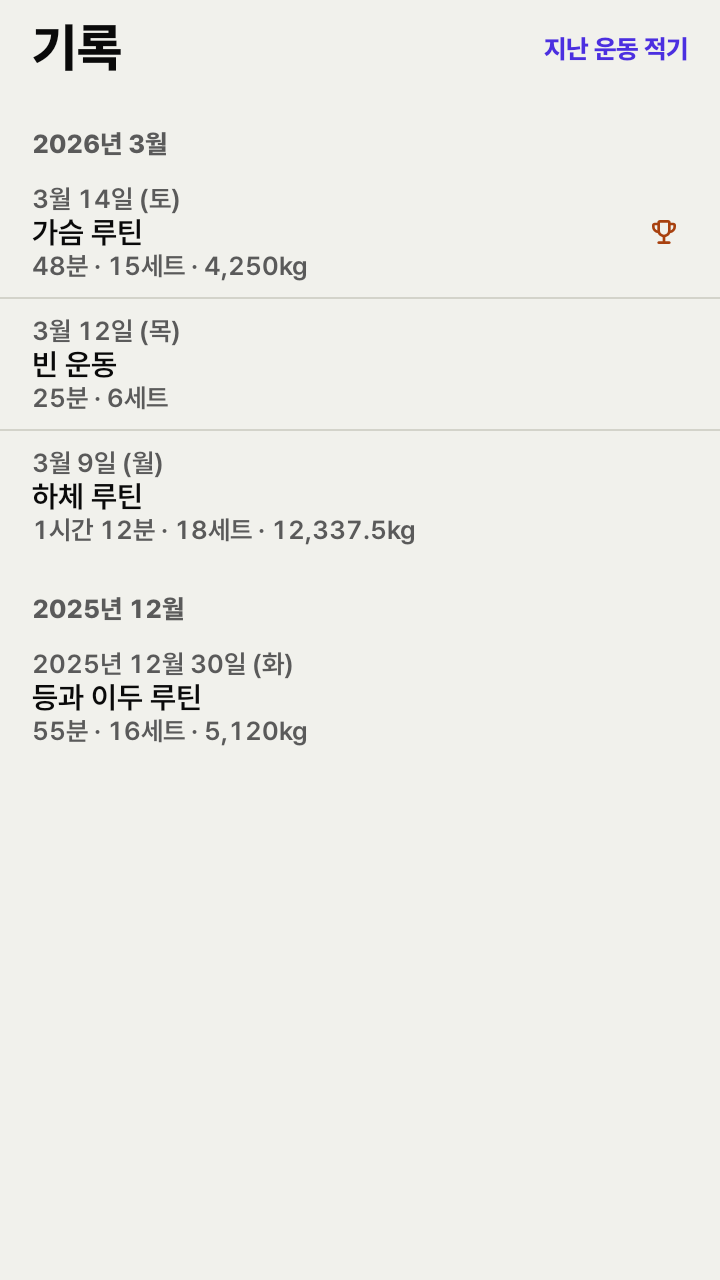 기록
지난 운동 적기
2026년 3월
3월 14일 (토)
가슴 루틴
48분 · 15세트 · 4,250kg
3월 12일 (목)
빈 운동
25분 · 6세트
3월 9일 (월)
하체 루틴
1시간 12분 · 18세트 · 12,337.5kg
2025년 12월
2025년 12월 30일 (화)
등과 이두 루틴
55분 · 16세트 · 5,120kg